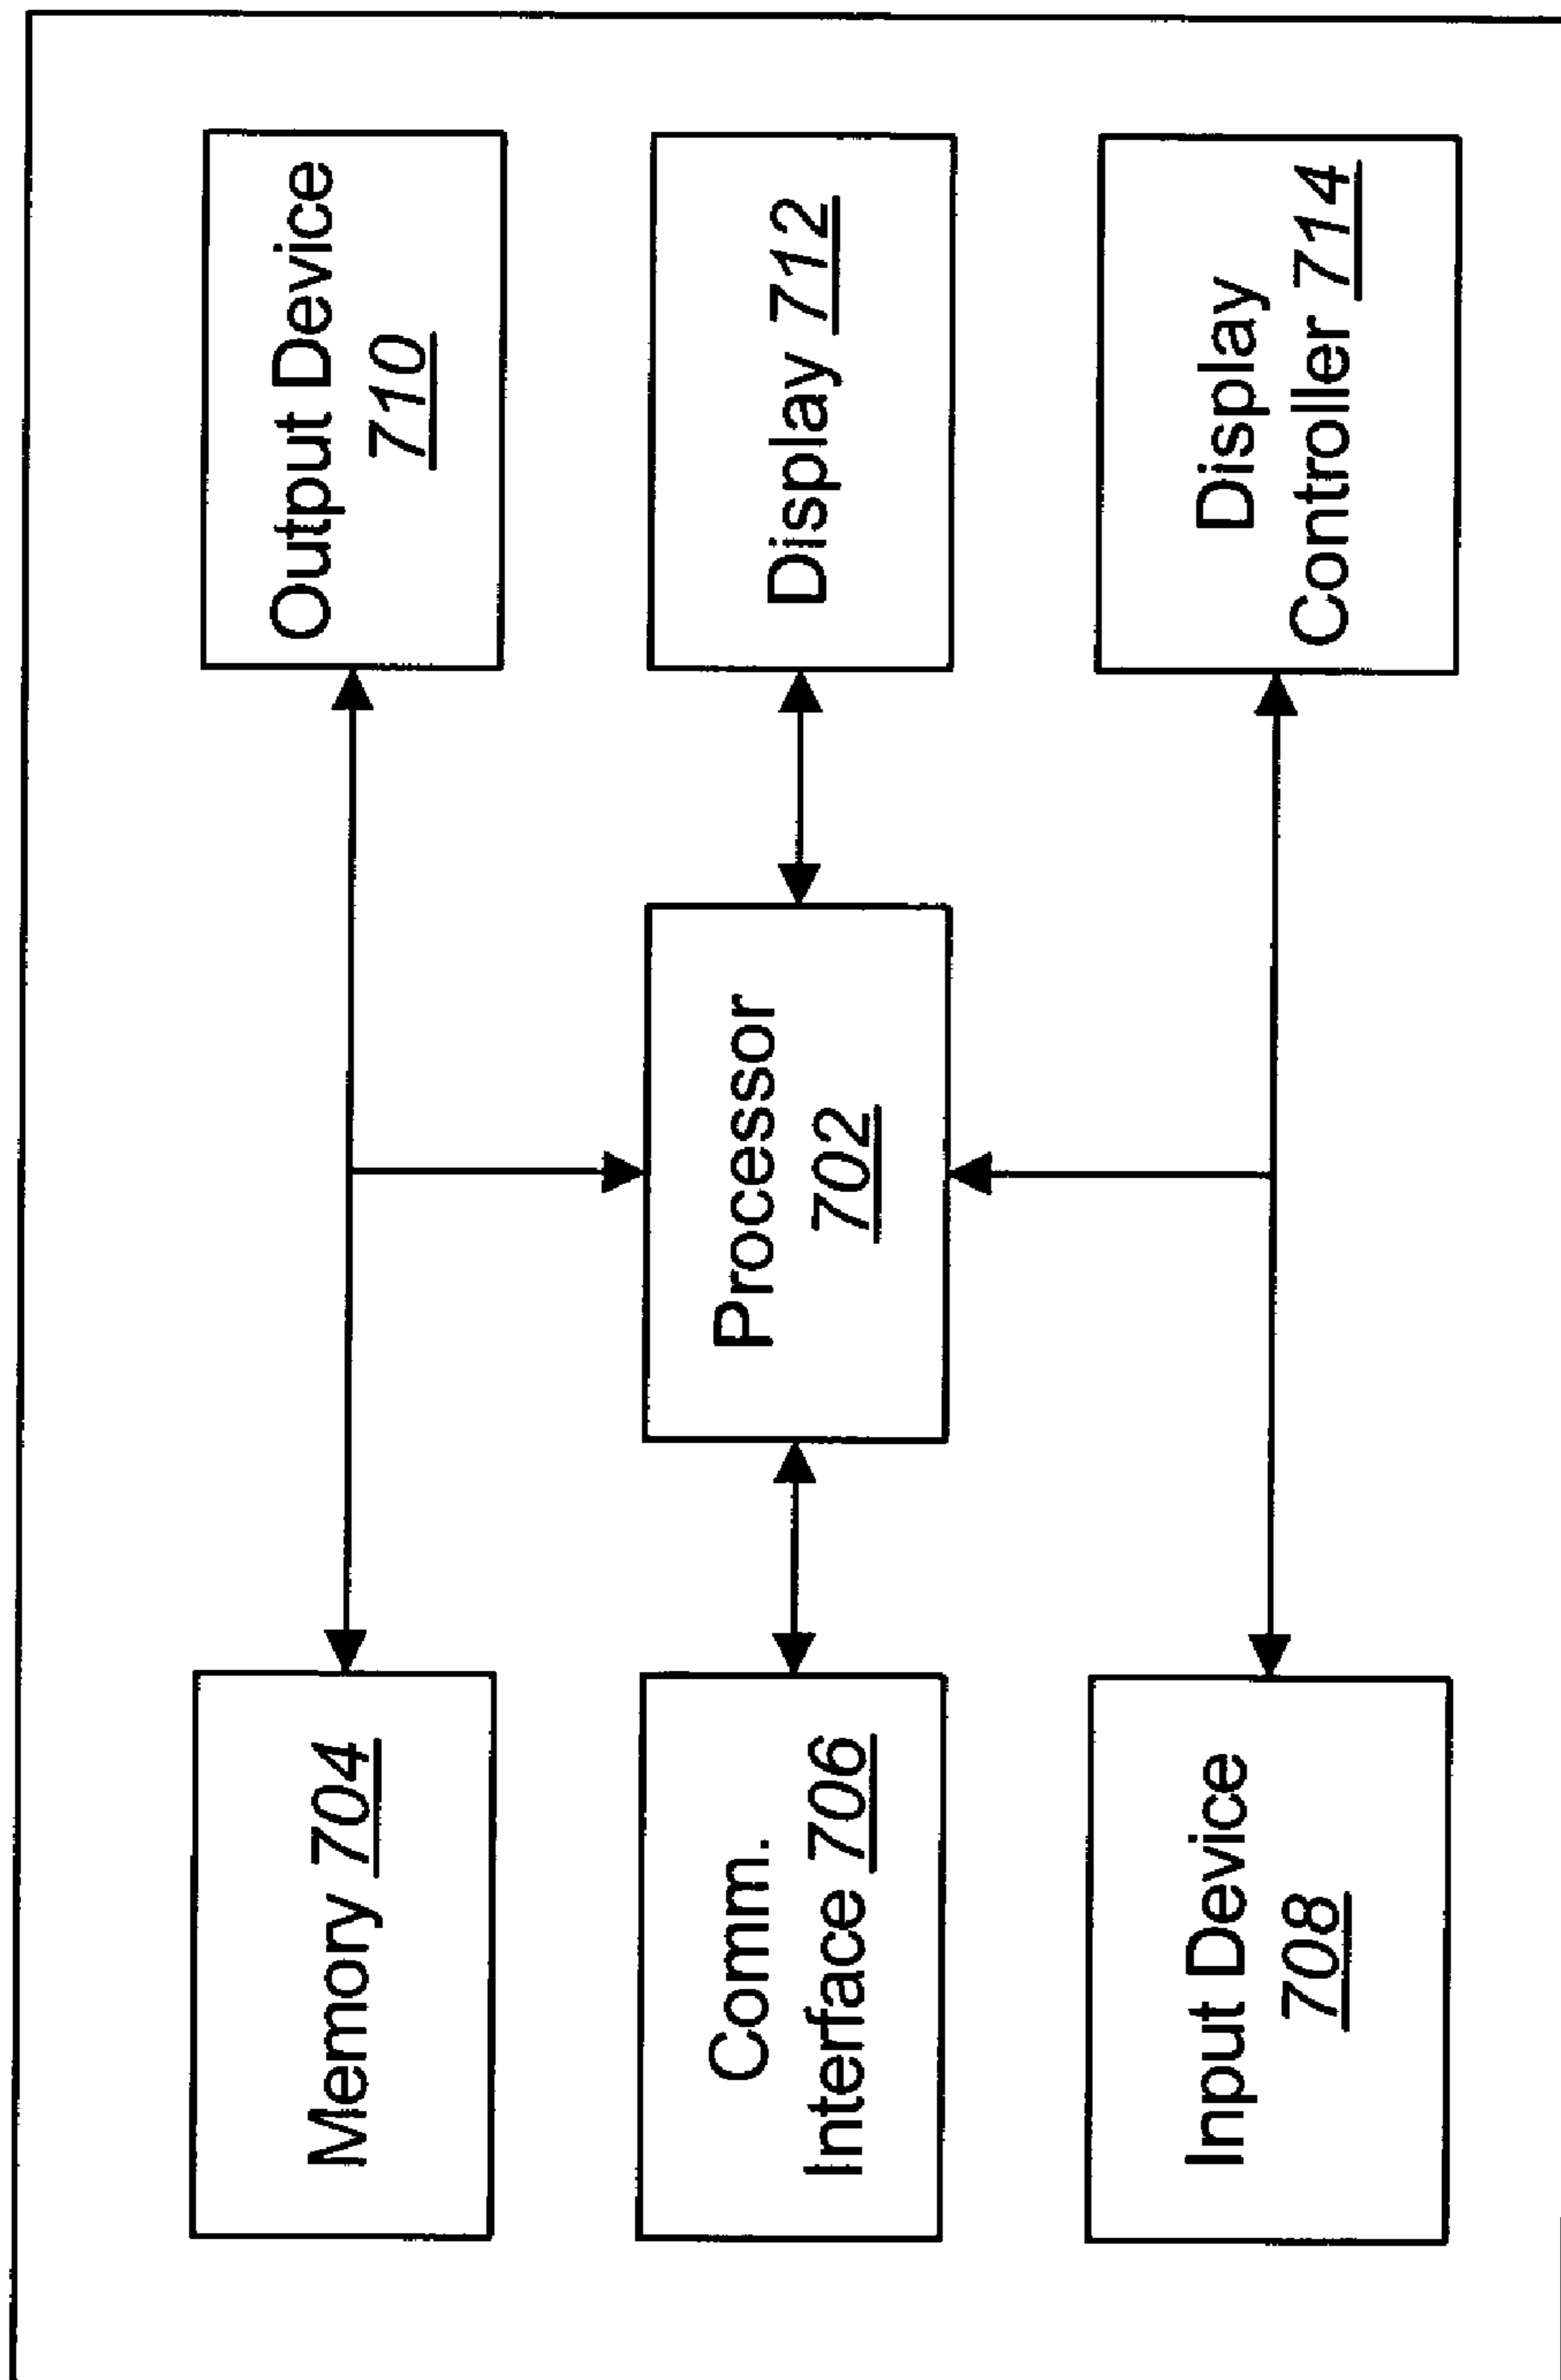 Memory 704
Output Device
710
Comm.
Interface 706
Processor
702
Display 712
Input Device
708
Display
Controller 714